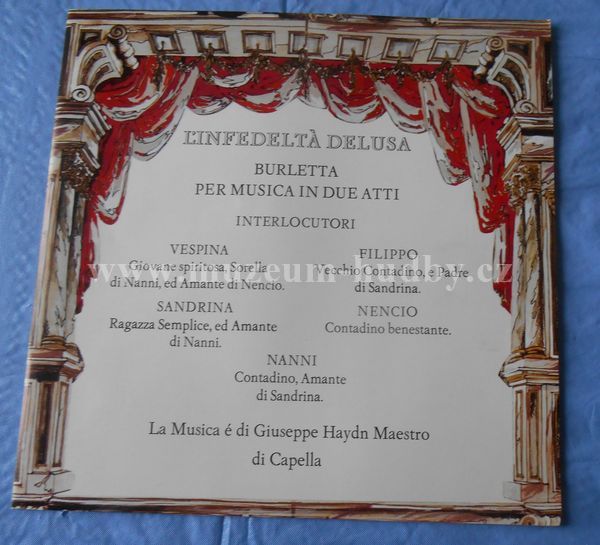 L'INFEDELTÀ DELUSA
BURLETTA
PER MUSICA IN DUE ATTI
INTERLOCUTORI
VESPINA
Giovane spiritosa, Sorella
di Nanni, ed Amante di Nencio.
FILIPPO
Vecchio Contadino, e Padre
di Sandrina.
SANDRINA
Ragazza Semplice, ed Amante
di Nanni.
NENCIO
Contadino benestante.
NANNI
Contadino, Amante
di Sandrina.
La Musica é di Giuseppe Haydn Maestro
di Capella
www.muzeum-hudby.cz